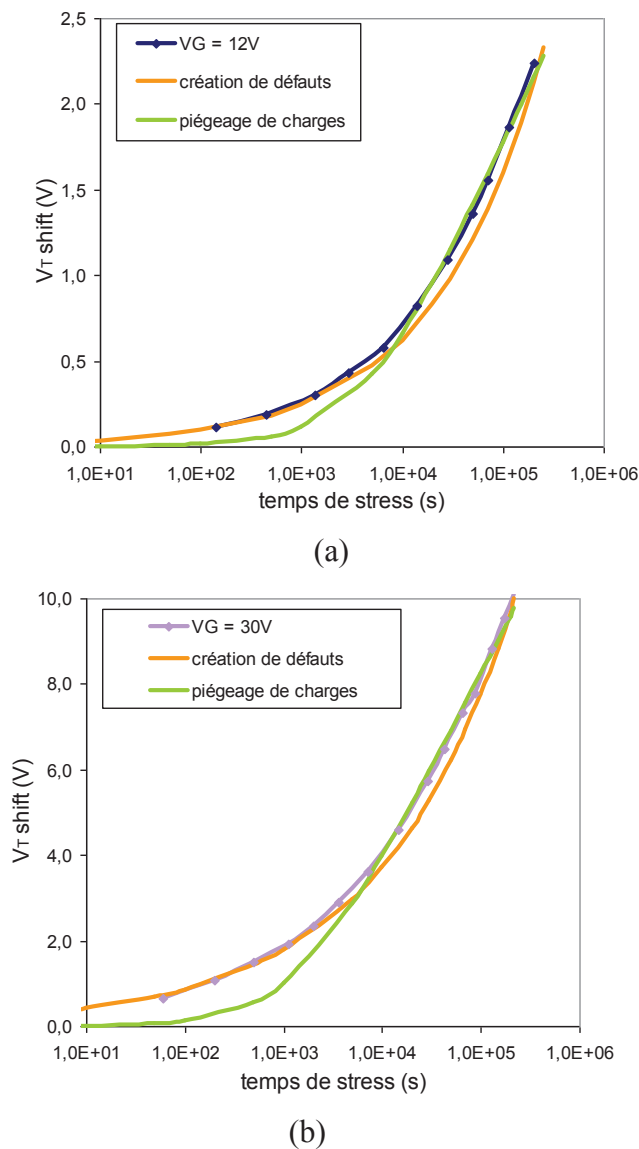 2,5
2,0
1,5
1,0
0,5
0,0
VT shift (V)
VG = 12V
création de défauts
piégeage de charges
1,0E+01 1,0E+02 1,0E+03 1,0E+04 1,0E+05 1,0E+06
temps de stress (s)
(a)
10,0
8,0
6,0
4,0
2,0
0,0
VT shift (V)
VG = 30V
création de défauts
piégeage de charges
1,0E+01 1,0E+02 1,0E+03 1,0E+04 1,0E+05 1,0E+06
temps de stress (s)
(b)